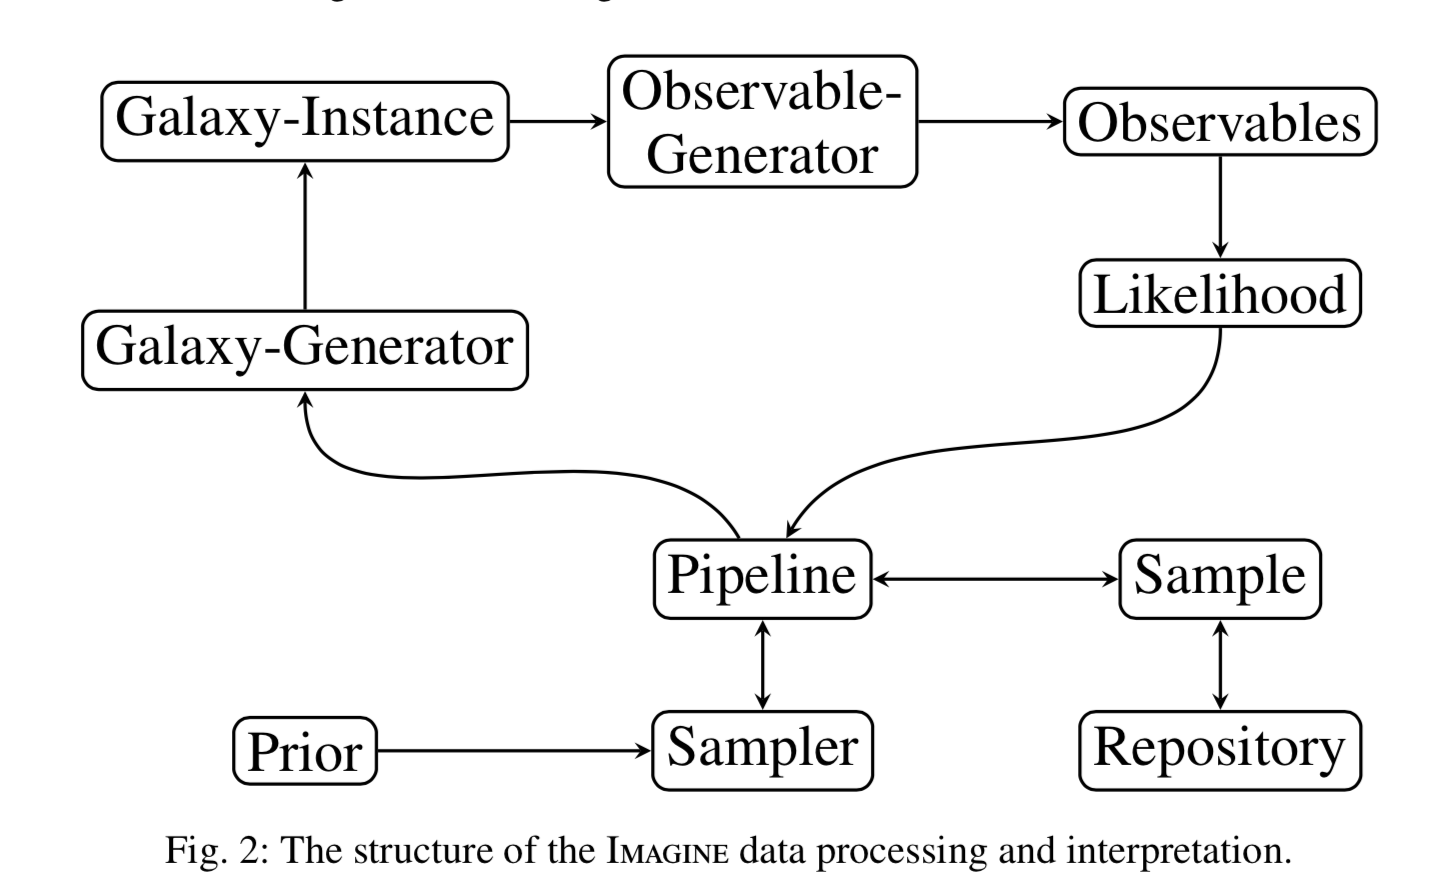 Galaxy-Instance
Observable-
Generator
Observables
Likelihood
Galaxy-Generator
Pipeline
Sample
Prior
Sampler
Repository
Fig. 2: The structure of the IMAGINE data processing and interpretation.